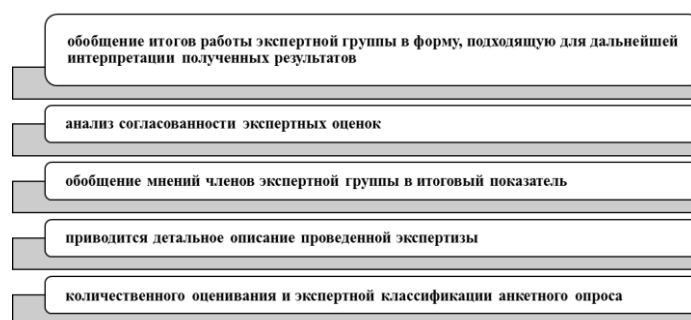 обобщение итогов работы экспертной группы в форму, подходящую для дальнейшей
интерпретации полученных результатов
анализ согласованности экспертных оценок
обобщение мнений членов экспертной группы в итоговый показатель
приводится детальное описание проведенной экспертизы
количественного оценивания и экспертной классификации анкетного опроса